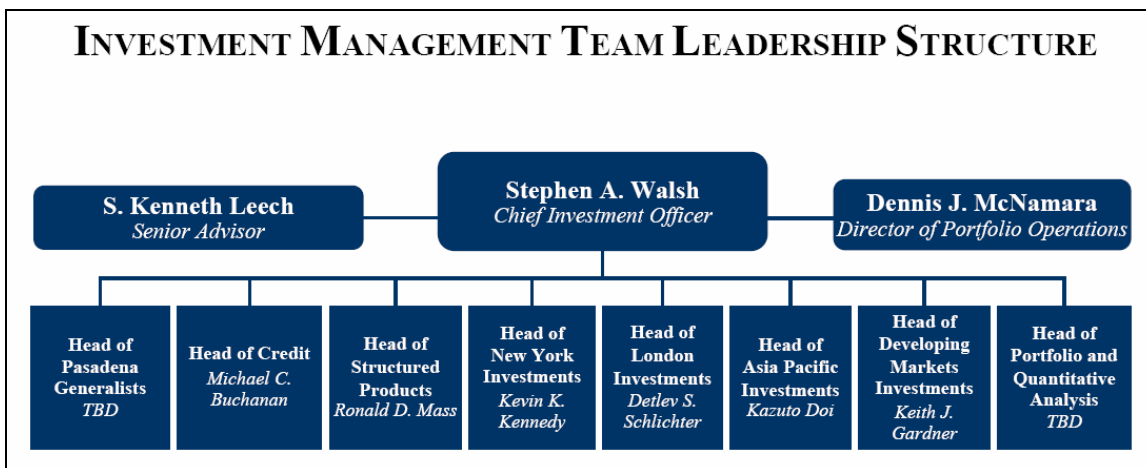 INVESTMENT MANAGEMENT TEAM LEADERSHIP STRUCTURE
Stephen A. Walsh
Chief Investment Officer
S. Kenneth Leech
Senior Advisor
Dennis J. McNamara
Director of Portfolio Operations
Head of
Pasadena
Generalists
TBD
Head of Credit
Michael C.
Buchanan
Head of
Structured
Products
Ronald D. Mass
Head of
New York
Investments
Kevin K.
Kennedy
Head of
London
Investments
Detlev S.
Schlichter
Head of
Asia Pacific
Investments
Kazuto Doi
Head of
Developing
Markets
Investments
Keith J.
Gardner
Head of
Portfolio and
Quantitative
Analysis
TBD